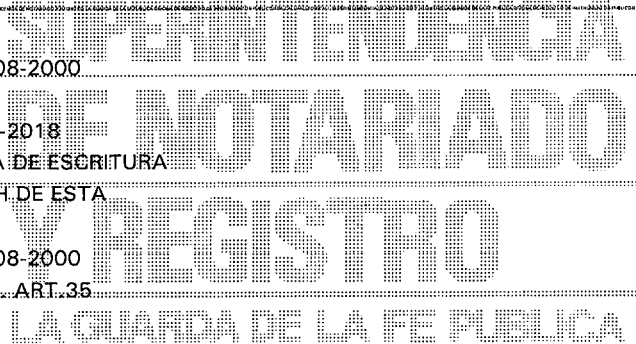 SUPERINTENDENCIA
08-2000
DE NOTARIADO
-2018
A DE ESCRITURA
H DE ESTA
Y REGISTRO
08-2000
. ART.35
LA GUARDA DE LA FE PUBLICA